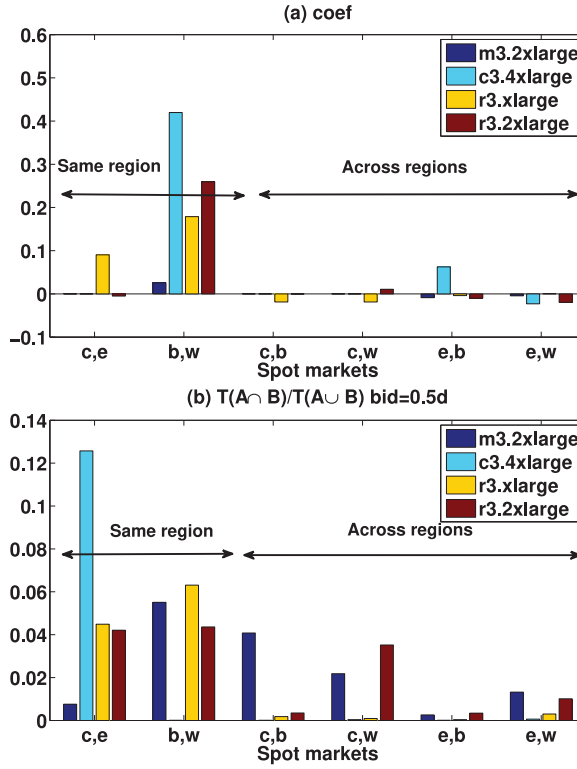 (a) coef
0.6
0.5
0.4
0.3
0.2
0.1
0
−0.1
m3.2xlarge
c3.4xlarge
r3.xlarge
r3.2xlarge
Same region
Across regions
c,e b,w c,b c,w e,b e,w
Spot markets
(b) T(A∩ B)/T(A∪ B) bid=0.5d
0.14
0.12
0.1
0.08
0.06
0.04
0.02
0
m3.2xlarge
c3.4xlarge
r3.xlarge
r3.2xlarge
Same region
Across regions
c,e b,w c,b c,w e,b e,w
Spot markets